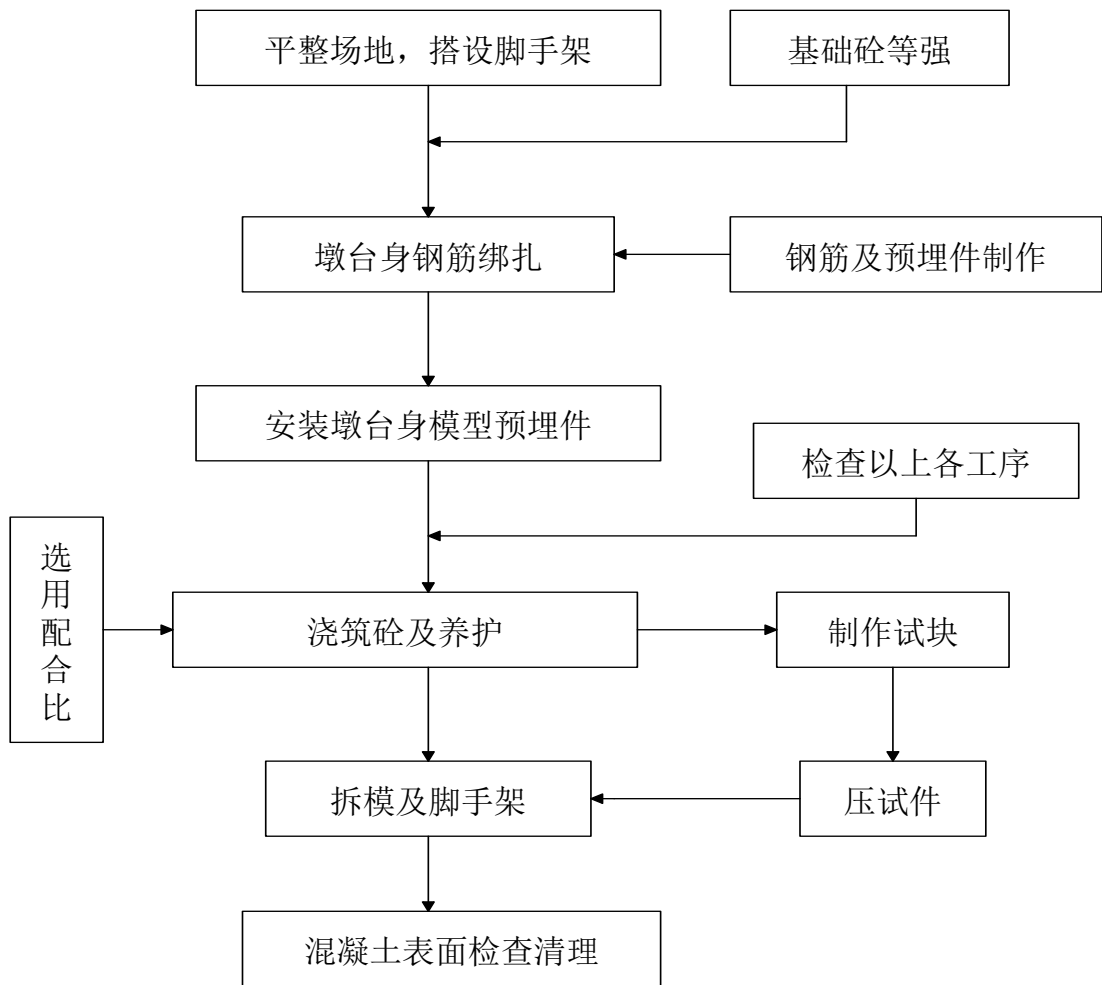 平整场地，搭设脚手架
基础砼等强
墩台身钢筋绑扎
钢筋及预埋件制作
安装墩台身模型预埋件
检查以上各工序
选用配合比
浇筑砼及养护
制作试块
拆模及脚手架
压试件
混凝土表面检查清理